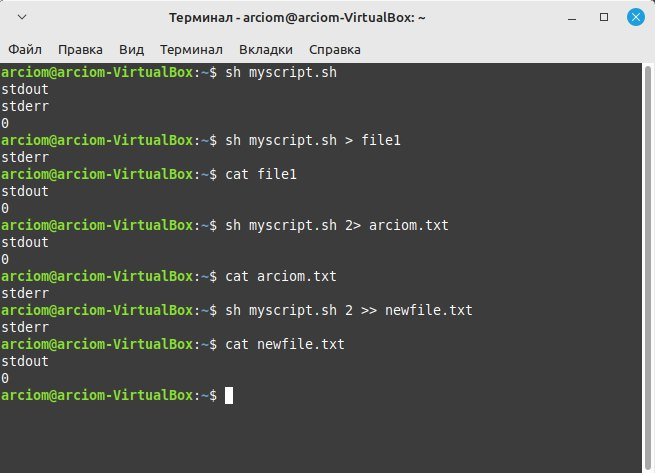 Терминал - arciom@arciom-VirtualBox: ~
Файл Правка Вид Терминал Вкладки Справка
arciom@arciom-VirtualBox:~$ sh myscript.sh
stdout
stderr
0
arciom@arciom-VirtualBox:~$ sh myscript.sh > file1
stderr
arciom@arciom-VirtualBox:~$ cat file1
stdout
0
arciom@arciom-VirtualBox:~$ sh myscript.sh 2> arciom.txt
stdout
0
arciom@arciom-VirtualBox:~$ cat arciom.txt
stderr
arciom@arciom-VirtualBox:~$ sh myscript.sh 2 >> newfile.txt
stderr
arciom@arciom-VirtualBox:~$ cat newfile.txt
stdout
0
arciom@arciom-VirtualBox:~$